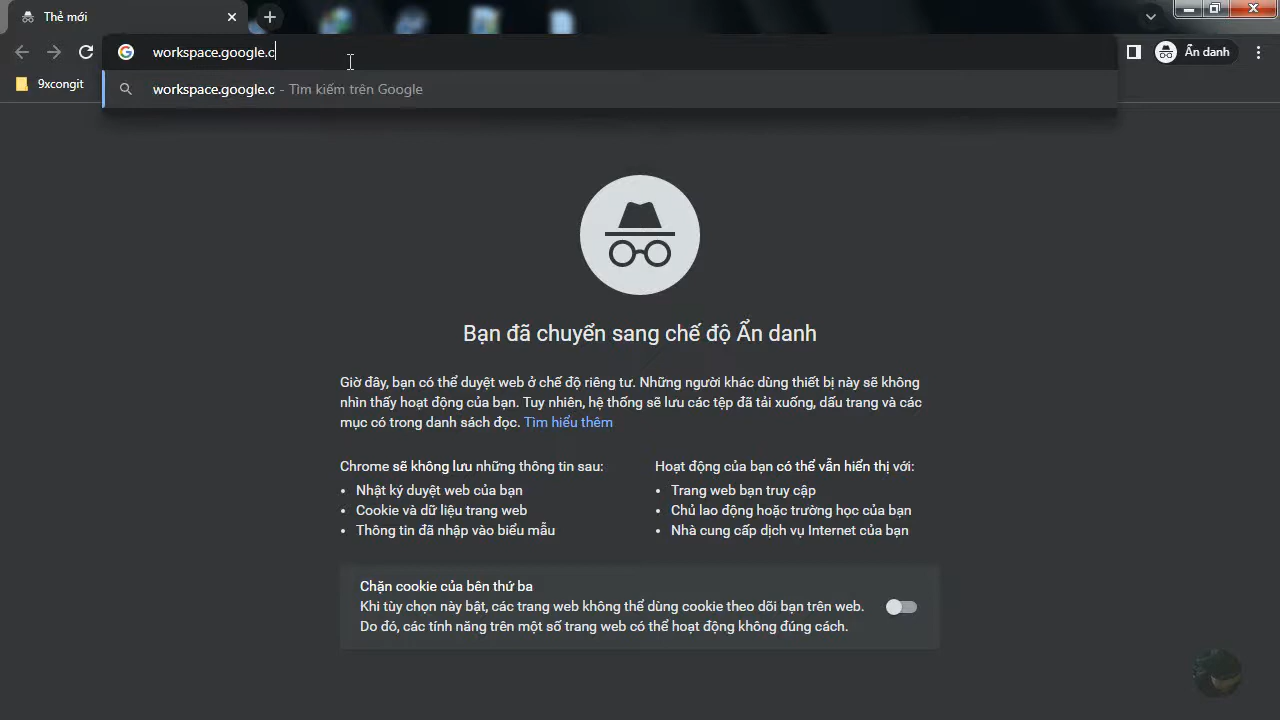 Thẻ mới
workspace.google.c
Ẩn danh
9xcongit
workspace.google.c - Tìm kiếm trên Google
Bạn đã chuyển sang chế độ Ẩn danh
Giờ đây, bạn có thể duyệt web ở chế độ riêng tư. Những người khác dùng thiết bị này sẽ không
nhìn thấy hoạt động của bạn. Tuy nhiên, hệ thống sẽ lưu các tệp đã tải xuống, dấu trang và các
mục có trong danh sách đọc. Tìm hiểu thêm
Chrome sẽ không lưu những thông tin sau:
• Nhật ký duyệt web của bạn
• Cookie và dữ liệu trang web
• Thông tin đã nhập vào biểu mẫu
Hoạt động của bạn có thể vẫn hiển thị với:
• Trang web bạn truy cập
• Chủ lao động hoặc trường học của bạn
• Nhà cung cấp dịch vụ Internet của bạn
Chặn cookie của bên thứ ba
Khi tùy chọn này bật, các trang web không thể dùng cookie theo dõi bạn trên web.
Do đó, các tính năng trên một số trang web có thể hoạt động không đúng cách.